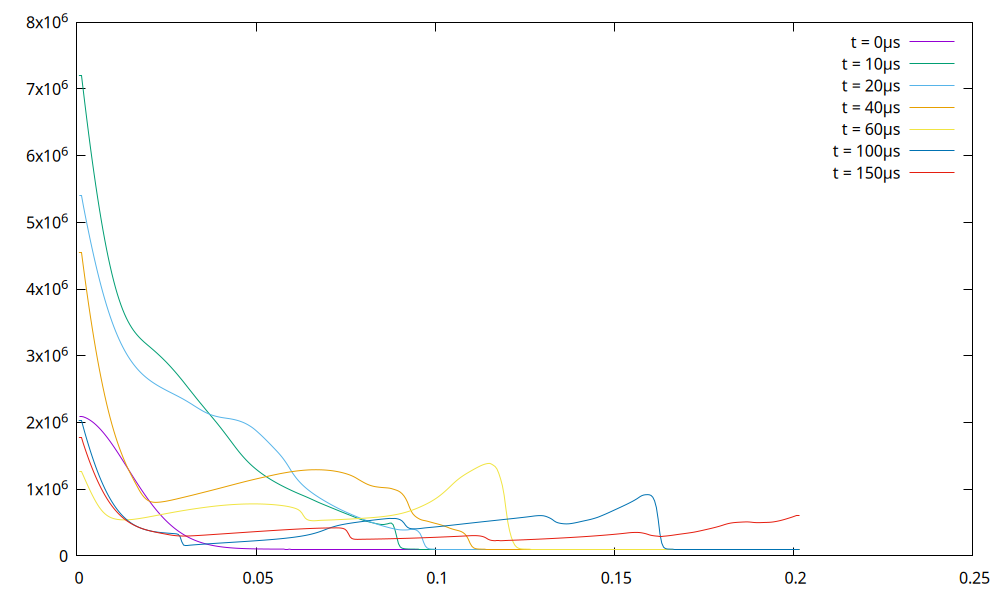 8x10⁶
7x10⁶
6x10⁶
5x10⁶
4x10⁶
3x10⁶
2x10⁶
1x10⁶
0
0 0.05 0.1 0.15 0.2 0.25
t = 0µs
t = 10µs
t = 20µs
t = 40µs
t = 60µs
t = 100µs
t = 150µs